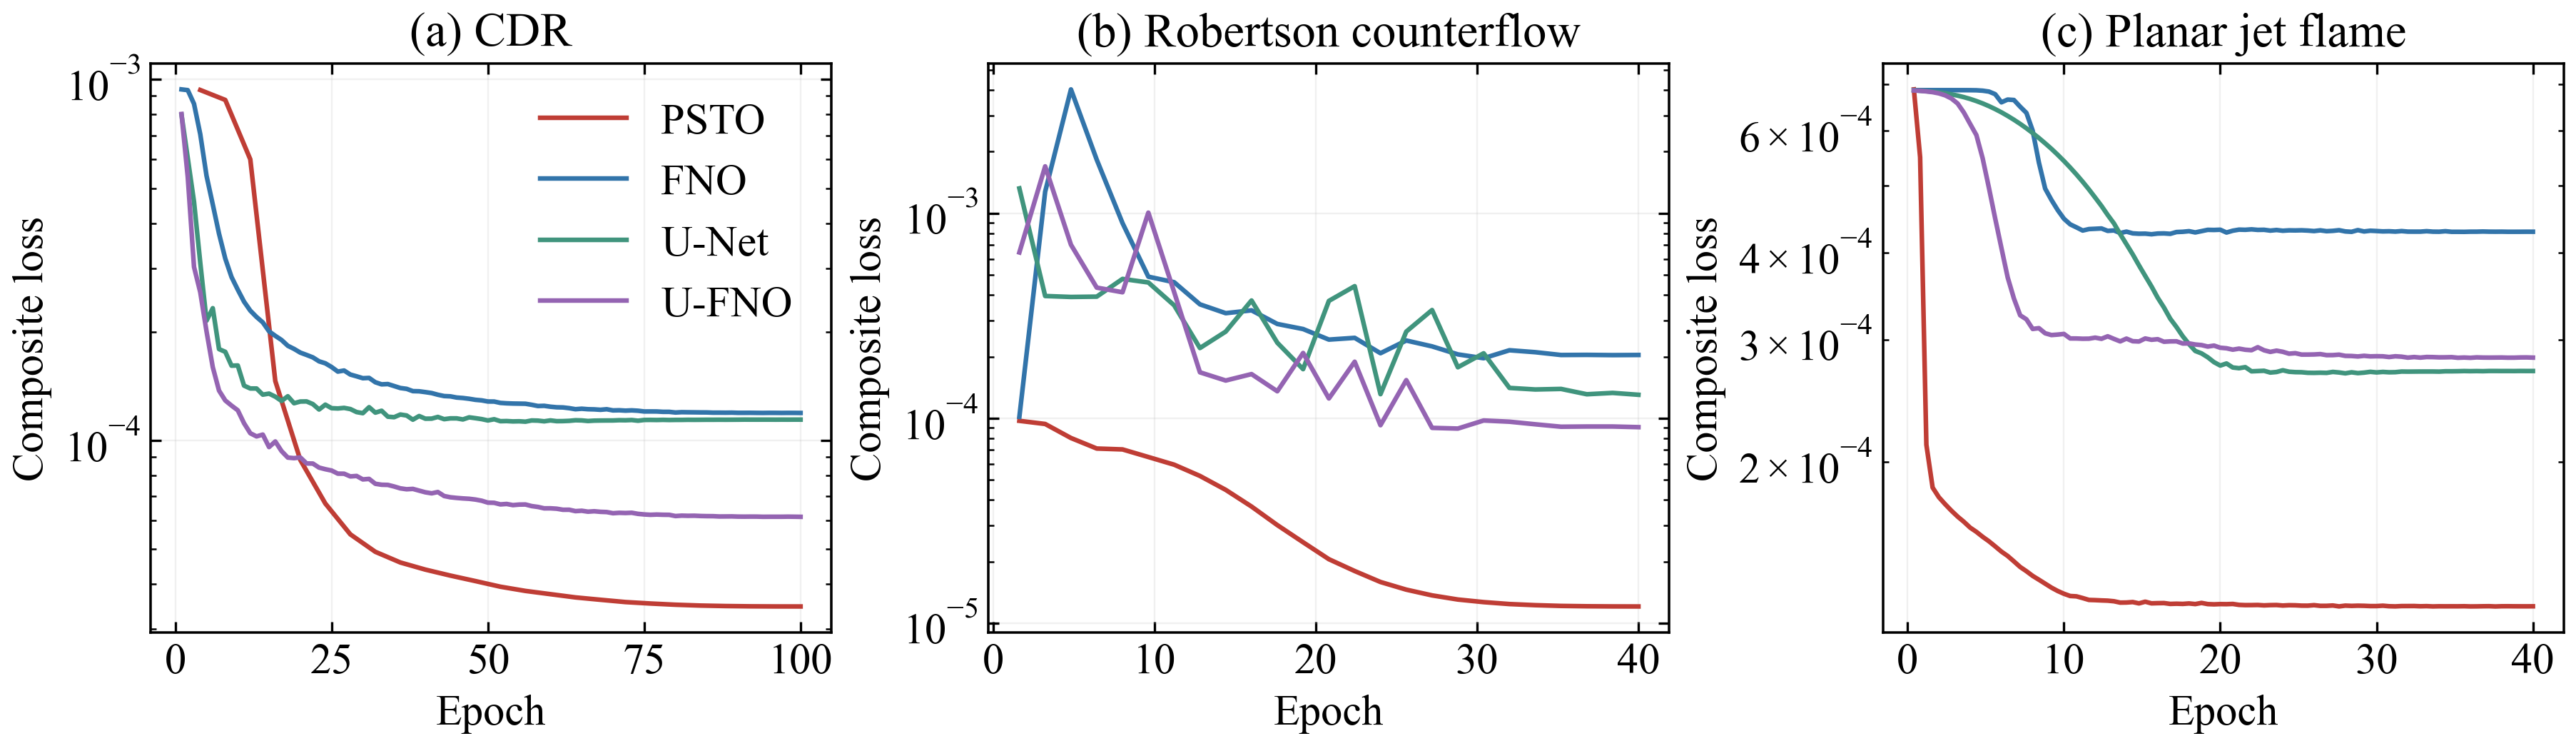 (a) CDR
Composite loss
10⁻³
10⁻⁴
PSTO
FNO
U-Net
U-FNO
0 25 50 75 100
Epoch
(b) Robertson counterflow
Composite loss
10⁻³
10⁻⁴
10⁻⁵
0 10 20 30 40
Epoch
(c) Planar jet flame
Composite loss
6 × 10⁻⁴
4 × 10⁻⁴
3 × 10⁻⁴
2 × 10⁻⁴
0 10 20 30 40
Epoch